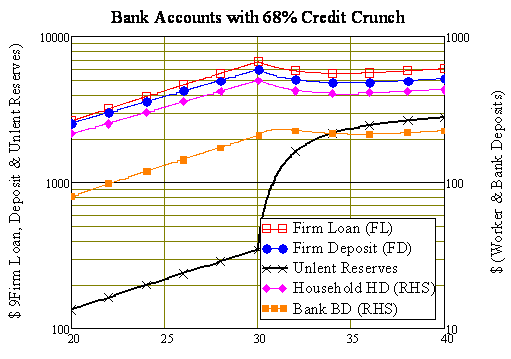 Bank Accounts with 68% Credit Crunch
10000
1000
1000
100
100
10
20
25
30
35
40
$ 9Firm Loan, Deposit & Unlent Reserves)
$ (Worker & Bank Deposits)
Firm Loan (FL)
Firm Deposit (FD)
Unlent Reserves
Household HD (RHS)
Bank BD (RHS)